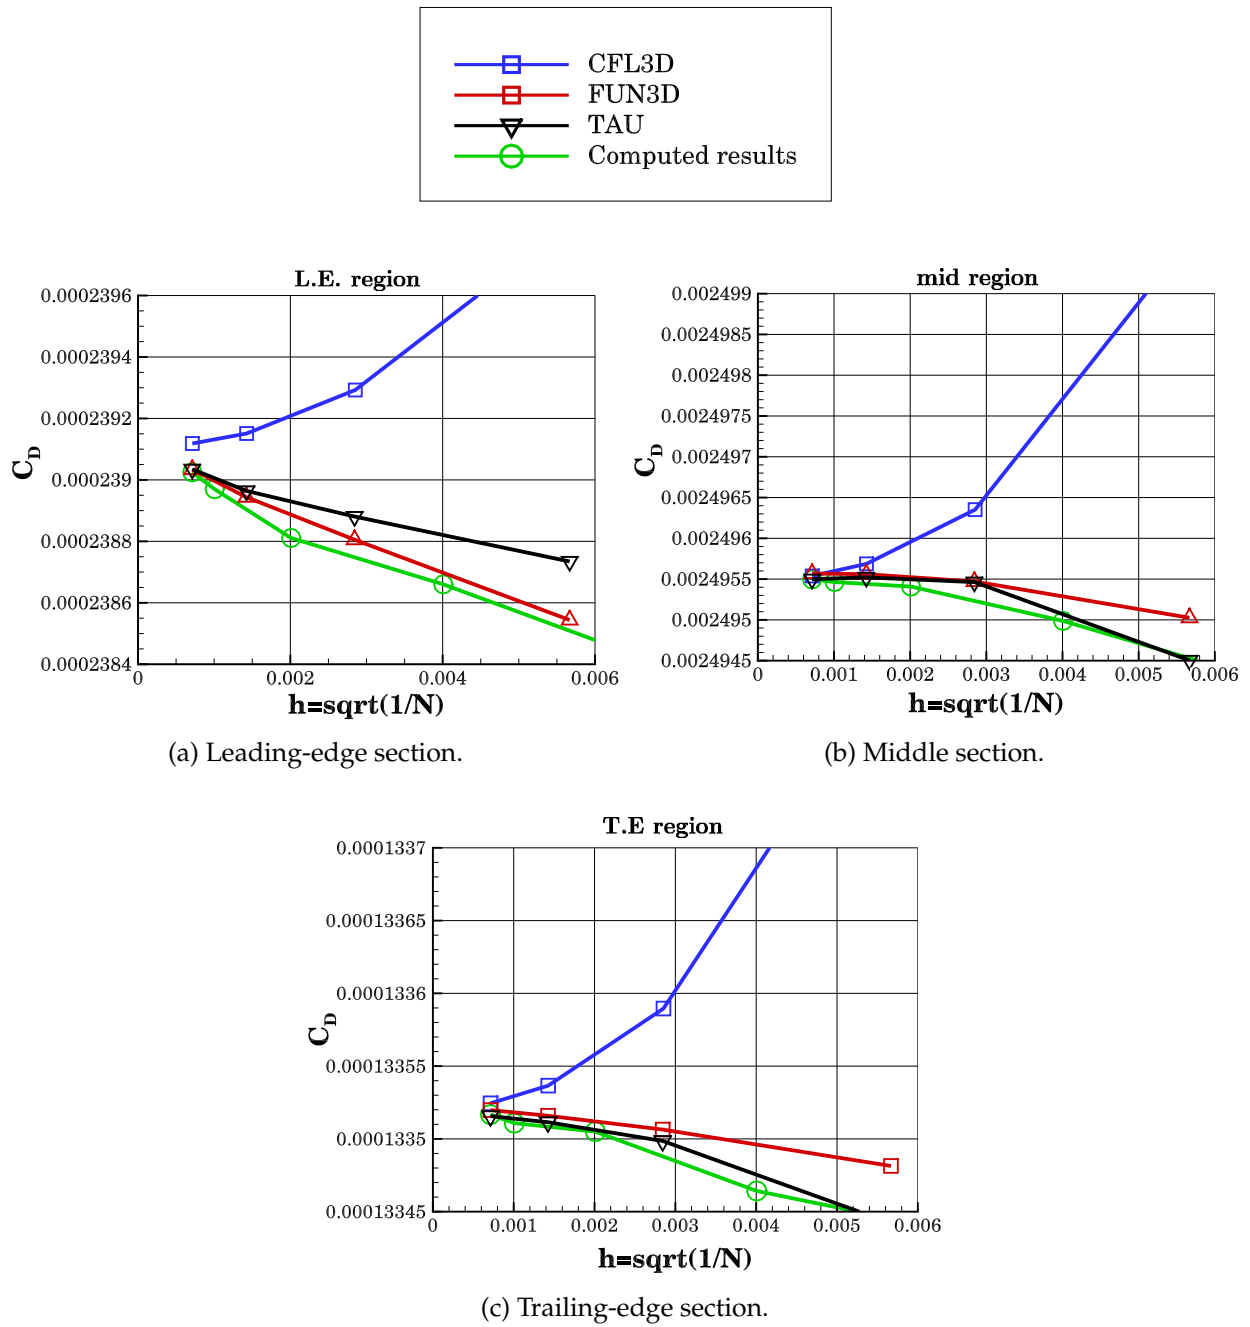 CFL3D
FUN3D
TAU
Computed results
L.E. region
0.0002396
0.0002394
0.0002392
0.000239
0.0002388
0.0002386
0.0002384
C_D
0 0.002 0.004 0.006
h=sqrt(1/N)
(a) Leading-edge section.
mid region
0.002499
0.0024985
0.002498
0.0024975
0.002497
0.0024965
0.002496
0.0024955
0.002495
0.0024945
C_D
0 0.001 0.002 0.003 0.004 0.005 0.006
h=sqrt(1/N)
(b) Middle section.
T.E region
0.0001337
0.00013365
0.0001336
0.00013355
0.0001335
0.00013345
C_D
0 0.001 0.002 0.003 0.004 0.005 0.006
h=sqrt(1/N)
(c) Trailing-edge section.